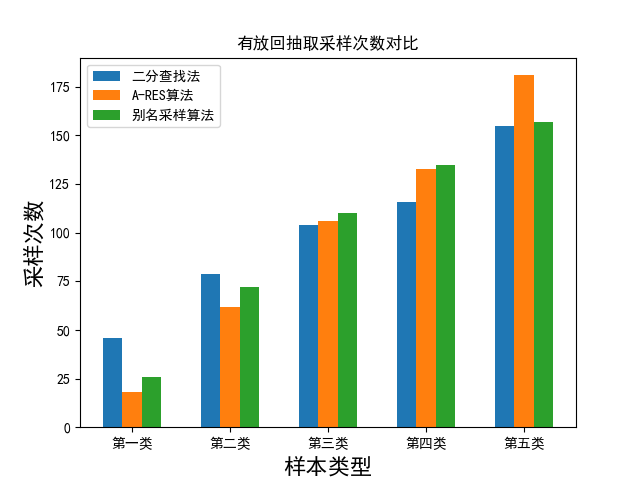 有放回抽取采样次数对比
二分查找法
A-RES算法
别名采样算法
采样次数
175
150
125
100
75
50
25
0
第一类 第二类 第三类 第四类 第五类
样本类型